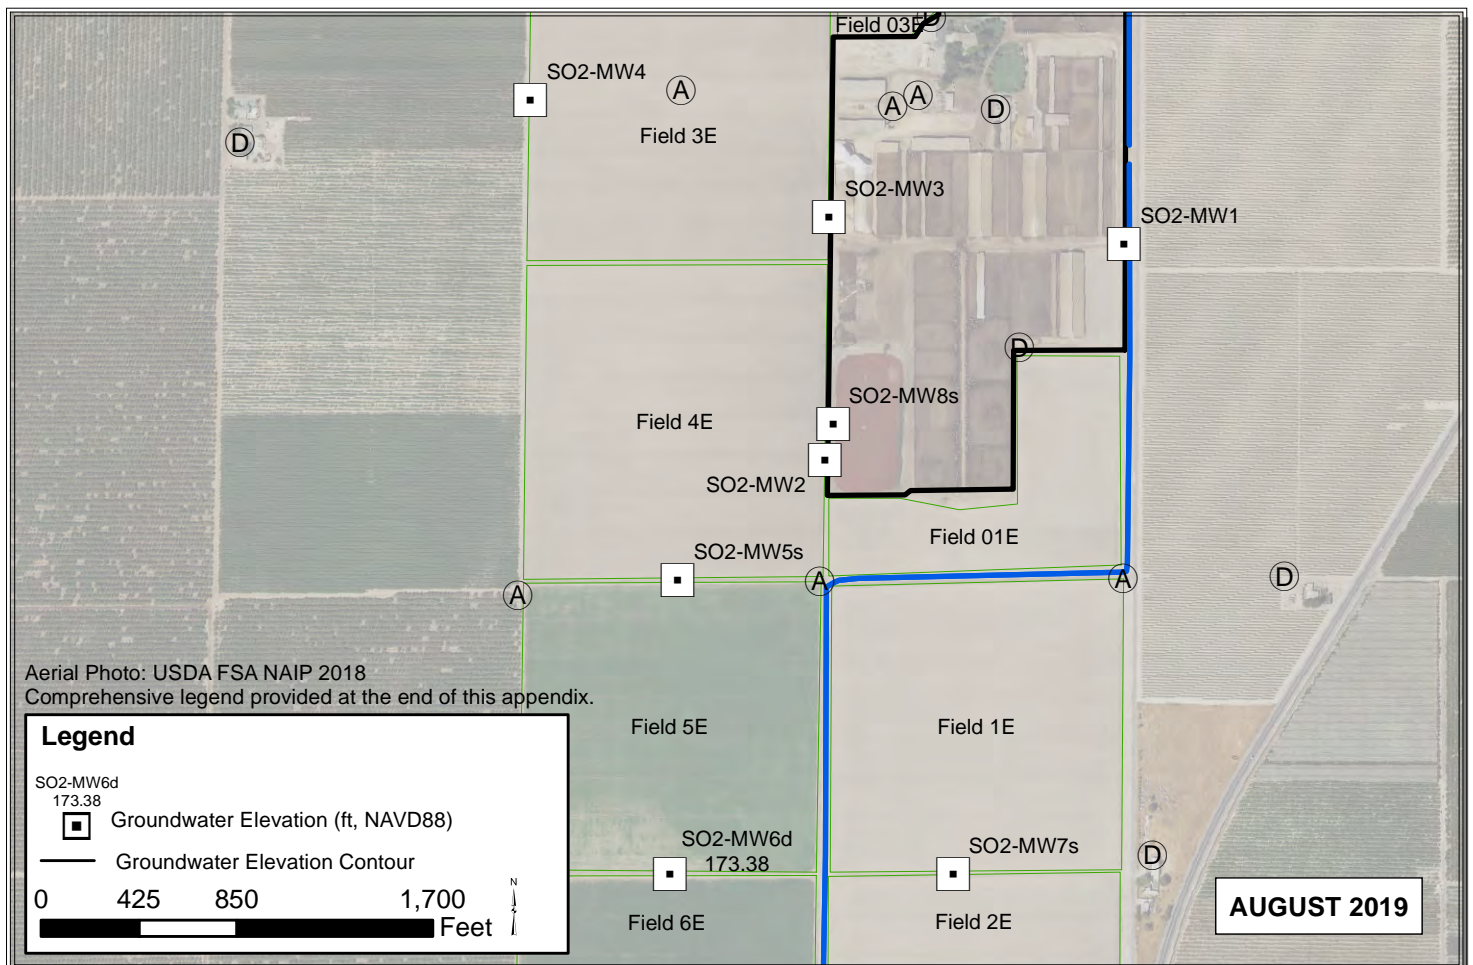 Field 03E
D
SO2-MW4
A
A
A
D
Field 3E
D
SO2-MW3
SO2-MW1
D
SO2-MW8s
Field 4E
SO2-MW2
Field 01E
SO2-MW5s
A
A
A
D
Aerial Photo: USDA FSA NAIP 2018
Comprehensive legend provided at the end of this appendix.
Field 5E
Field 1E
Legend
SO2-MW6d
173.38
Groundwater Elevation (ft, NAVD88)
Groundwater Elevation Contour
0 425 850 1,700
Feet
N
SO2-MW6d
173.38
SO2-MW7s
D
Field 6E
Field 2E
AUGUST 2019